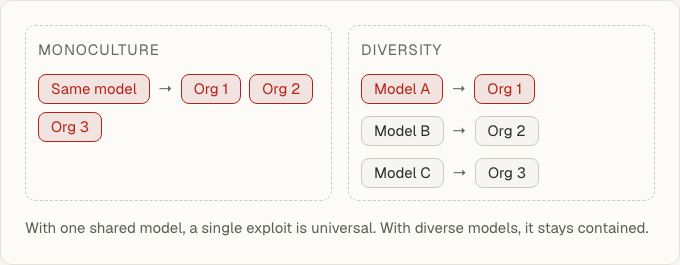 MONOCULTURE
Same model → Org 1 Org 2
Org 3
DIVERSITY
Model A → Org 1
Model B → Org 2
Model C → Org 3
With one shared model, a single exploit is universal. With diverse models, it stays contained.